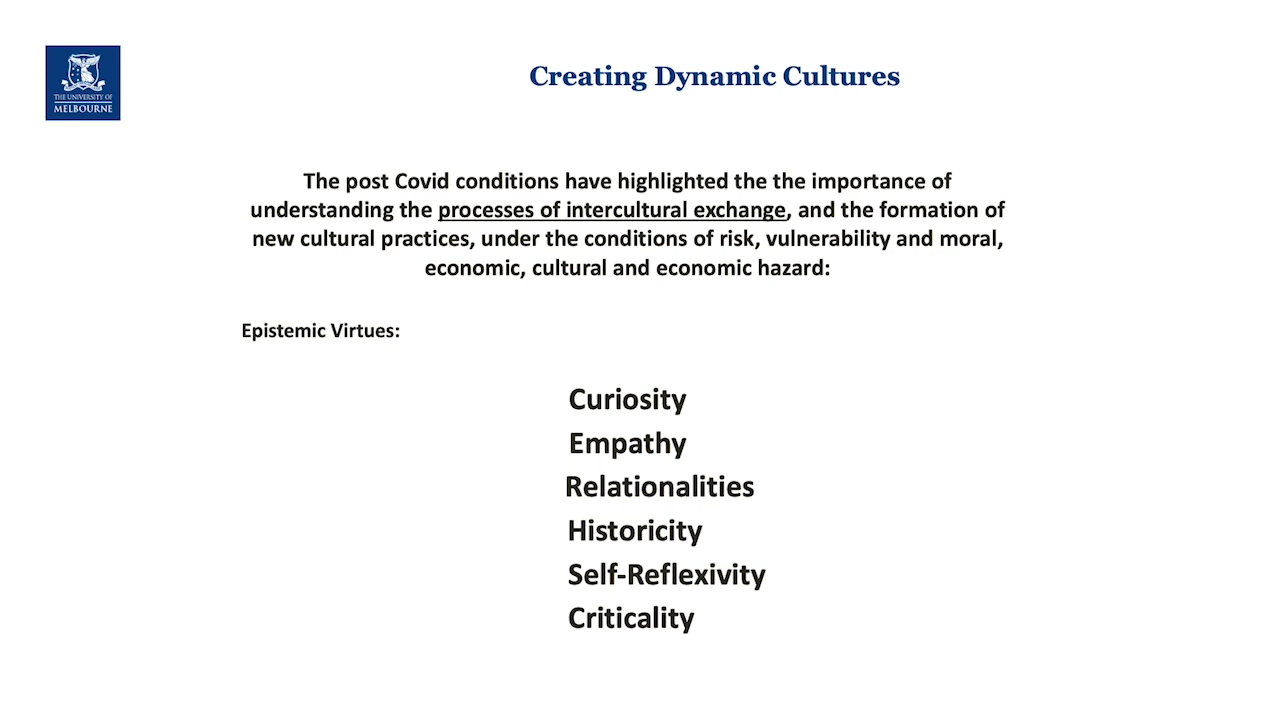 THE UNIVERSITY OF
MELBOURNE
Creating Dynamic Cultures
The post Covid conditions have highlighted the the importance of
understanding the processes of intercultural exchange, and the formation of
new cultural practices, under the conditions of risk, vulnerability and moral,
economic, cultural and economic hazard:
Epistemic Virtues:
Curiosity
Empathy
Relationalities
Historicity
Self-Reflexivity
Criticality